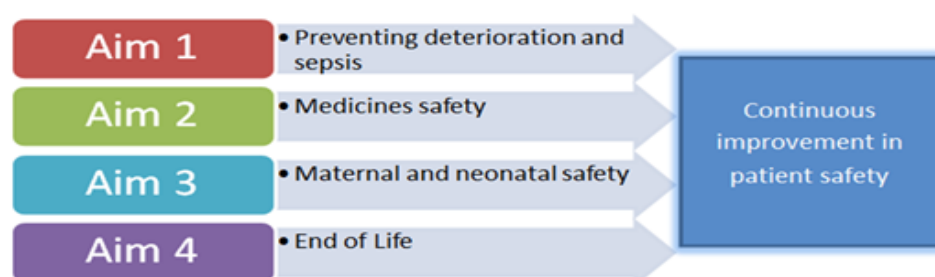 Aim 1
• Preventing deterioration and
sepsis
Aim 2
• Medicines safety
Aim 3
• Maternal and neonatal safety
Aim 4
• End of Life
Continuous
improvement in
patient safety